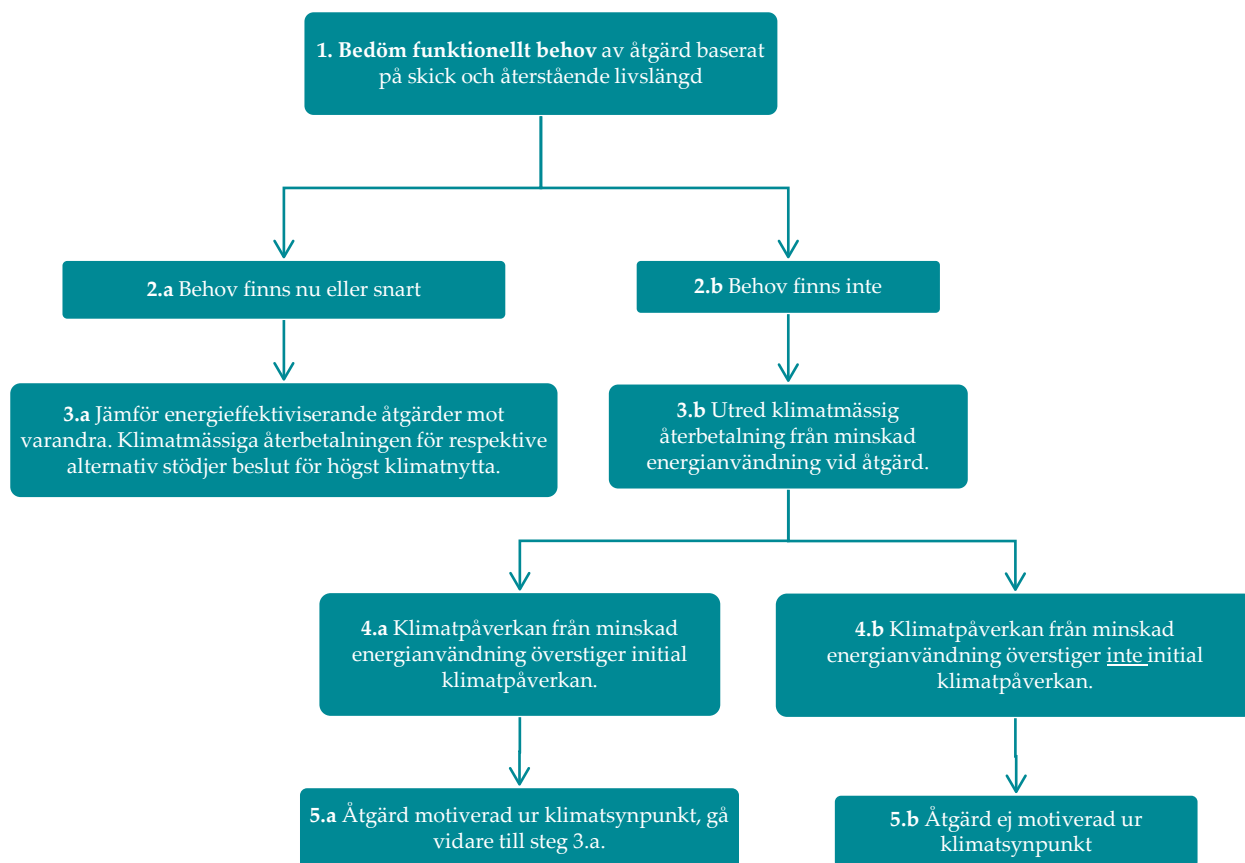 1. Bedöm funktionellt behov av åtgärd baserat
på skick och återstående livslängd
2.a Behov finns nu eller snart
2.b Behov finns inte
3.a Jämför energieffektiviserande åtgärder mot
varandra. Klimatmässiga återbetalningen för respektive
alternativ stödjer beslut för högst klimatnytta.
3.b Utred klimatmässig
återbetalning från minskad
energianvändning vid åtgärd.
4.a Klimatpåverkan från minskad
energianvändning överstiger initial
klimatpåverkan.
4.b Klimatpåverkan från minskad
energianvändning överstiger inte initial
klimatpåverkan.
5.a Åtgärd motiverad ur klimatsynpunkt, gå
vidare till steg 3.a.
5.b Åtgärd ej motiverad ur
klimatsynpunkt